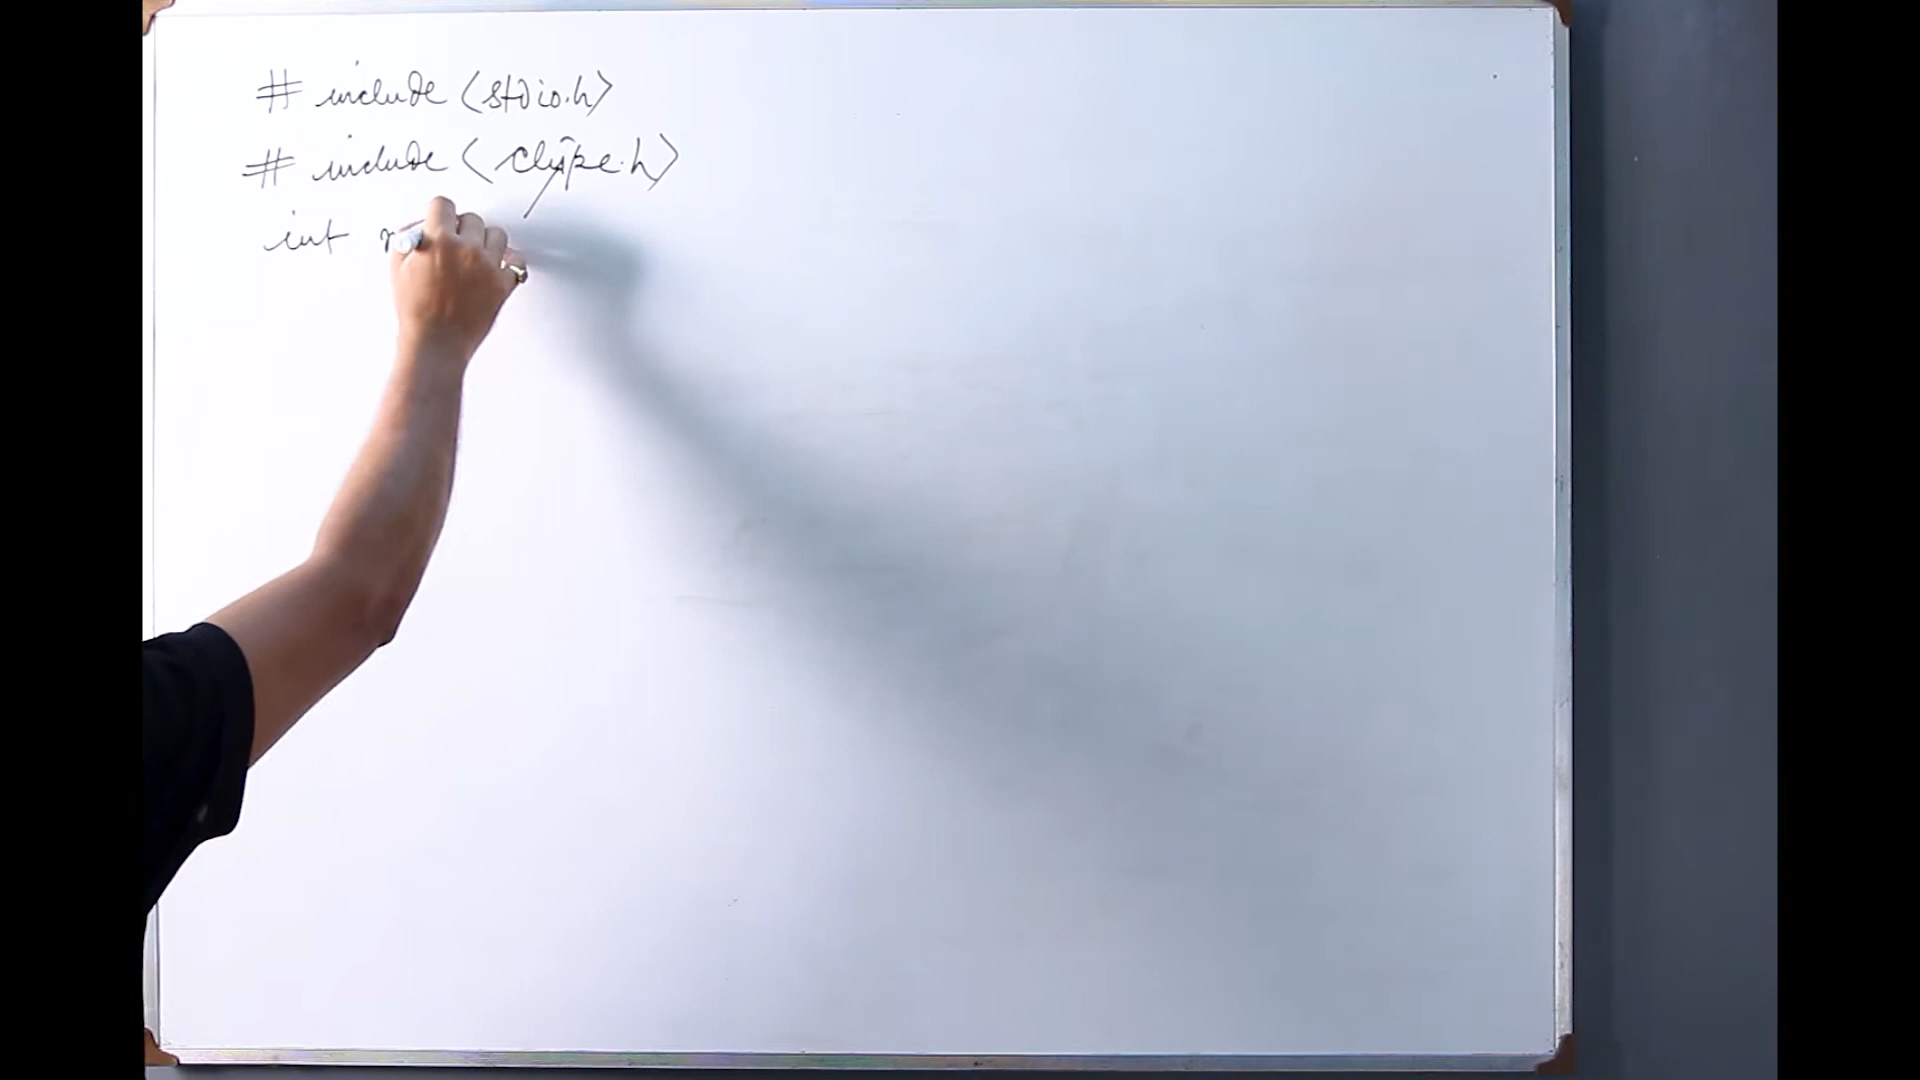 # include <stdio.h>
# include <ctype.h>
int